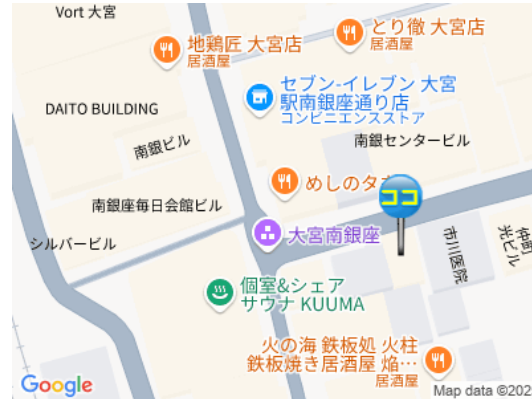 Vort 大宮
地鶏匠 大宮店
居酒屋
とり徹 大宮店
居酒屋
セブン-イレブン 大宮
駅南銀座通り店
コンビニエンスストア
DAITO BUILDING
南銀ビル
南銀センタービル
めしのタ
ココ
南銀座毎日会館ビル
大宮南銀座
シルバービル
市川医院
仲町
光ビル
個室&シェア
サウナ KUUMA
火の海 鉄板処 火柱
鉄板焼き居酒屋 焔…
居酒屋
Google
Map data ©202